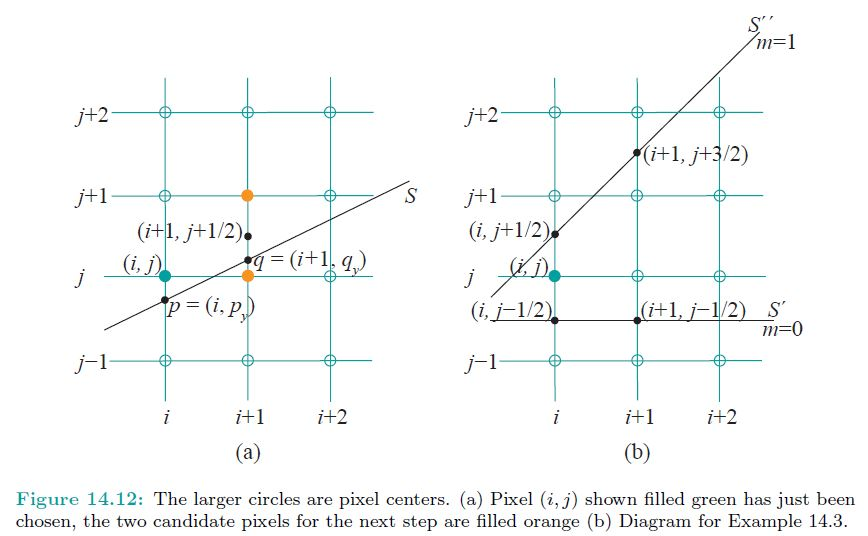 S′′
m=1
j+2
j+2
(i+1, j+3/2)
j+1
S
j+1
(i+1, j+1/2)
(i, j+1/2)
(i, j)
q = (i+1, q_y)
(i, j)
j
j
p = (i, p_y)
(i, j−1/2)
(i+1, j−1/2)
S′
m=0
j−1
j−1
i
i+1
i+2
i
i+1
i+2
(a)
(b)
Figure 14.12: The larger circles are pixel centers. (a) Pixel (i, j) shown filled green has just been
chosen, the two candidate pixels for the next step are filled orange (b) Diagram for Example 14.3.